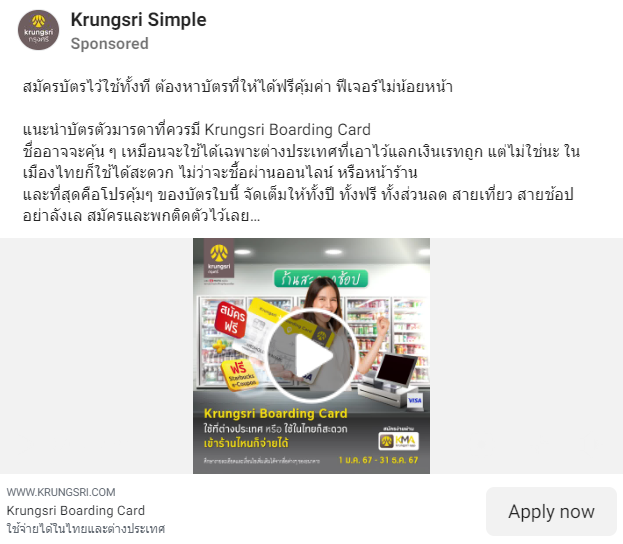 Krungsri Simple
Sponsored
สมัครบัตรไว้ใช้ทั้งที ต้องหาบัตรที่ให้ได้ฟรีคุ้มค่า ฟีเจอร์ไม่น้อยหน้า
แนะนำบัตรตัวมารดาที่ควรมี Krungsri Boarding Card
ชื่ออาจจะคุ้น ๆ เหมือนจะใช้ได้เฉพาะต่างประเทศที่เอาไว้แลกเงินเรทถูก แต่ไม่ใช่นะ ใน
เมืองไทยก็ใช้ได้สะดวก ไม่ว่าจะซื้อผ่านออนไลน์ หรือหน้าร้าน
และที่สุดคือโปรคุ้มๆ ของบัตรใบนี้ จัดเต็มให้ทั้งปี ทั้งฟรี ทั้งส่วนลด สายเที่ยว สายช้อป
อย่าลังเล สมัครและพกติดตัวไว้เลย...
krungsri
กรุงศรี
ร้านสะดวกช้อป
สมัคร
ฟรี
ฟรี
Starbucks
e-Coupon
VISA
Krungsri Boarding Card
ใช้ที่ต่างประเทศ หรือ ใช้ในไทยก็สะดวก
เข้าร้านไหนก็จ่ายได้
สมัครผ่าน
KMA
1 ม.ค. 67 - 31 ธ.ค. 67
WWW.KRUNGSRI.COM
Krungsri Boarding Card
ใช้จ่ายได้ในไทยและต่างประเทศ
Apply now